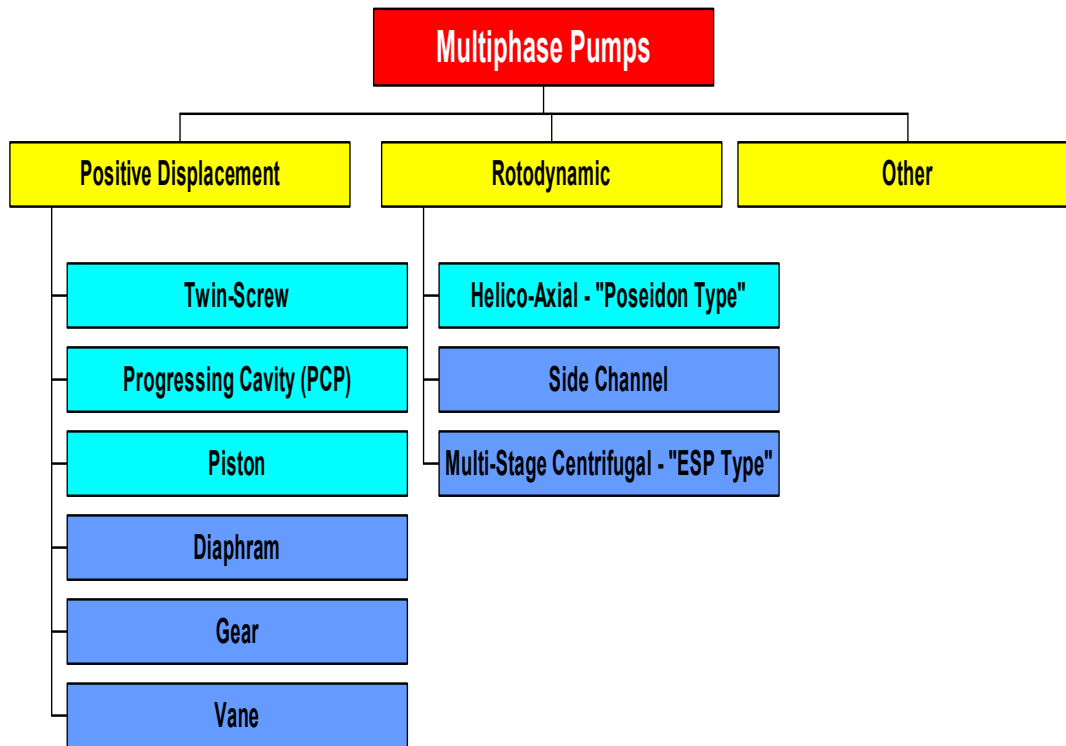 Multiphase Pumps
Positive Displacement
Rotodynamic
Other
Twin-Screw
Helico-Axial - "Poseidon Type"
Progressing Cavity (PCP)
Side Channel
Piston
Multi-Stage Centrifugal - "ESP Type"
Diaphram
Gear
Vane